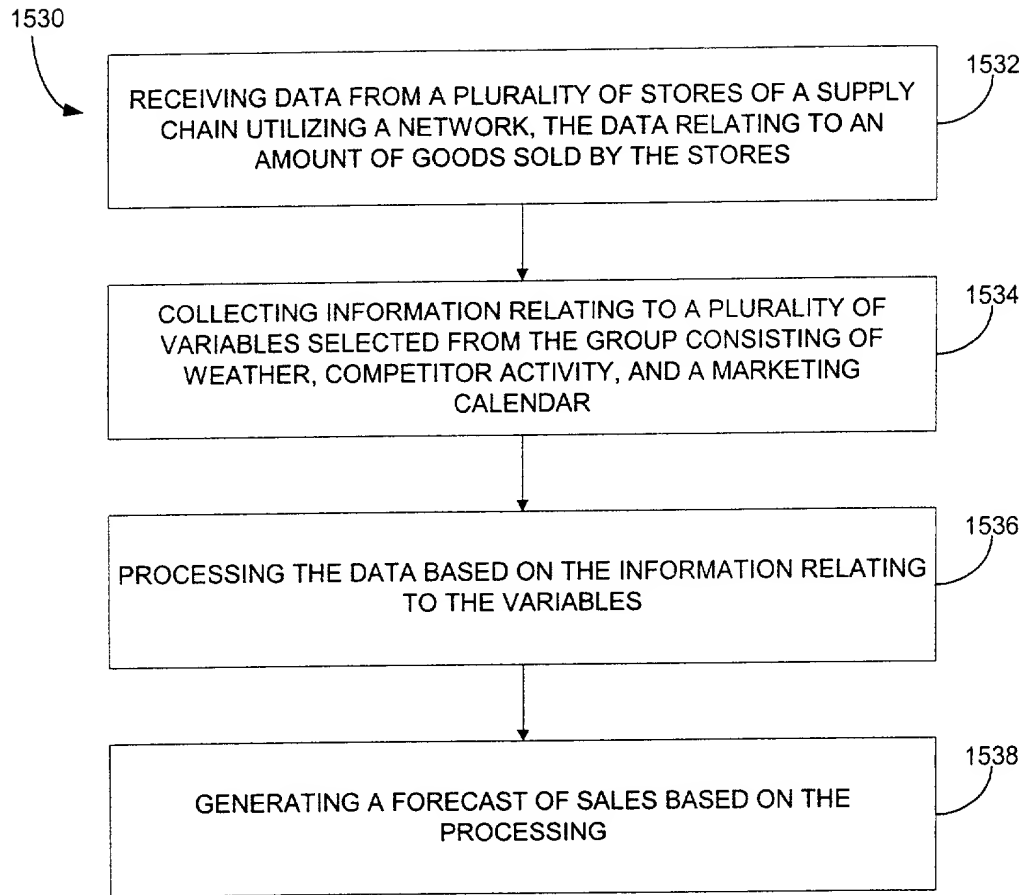 1530
1532
RECEIVING DATA FROM A PLURALITY OF STORES OF A SUPPLY
CHAIN UTILIZING A NETWORK, THE DATA RELATING TO AN
AMOUNT OF GOODS SOLD BY THE STORES
1534
COLLECTING INFORMATION RELATING TO A PLURALITY OF
VARIABLES SELECTED FROM THE GROUP CONSISTING OF
WEATHER, COMPETITOR ACTIVITY, AND A MARKETING
CALENDAR
1536
PROCESSING THE DATA BASED ON THE INFORMATION RELATING
TO THE VARIABLES
1538
GENERATING A FORECAST OF SALES BASED ON THE
PROCESSING